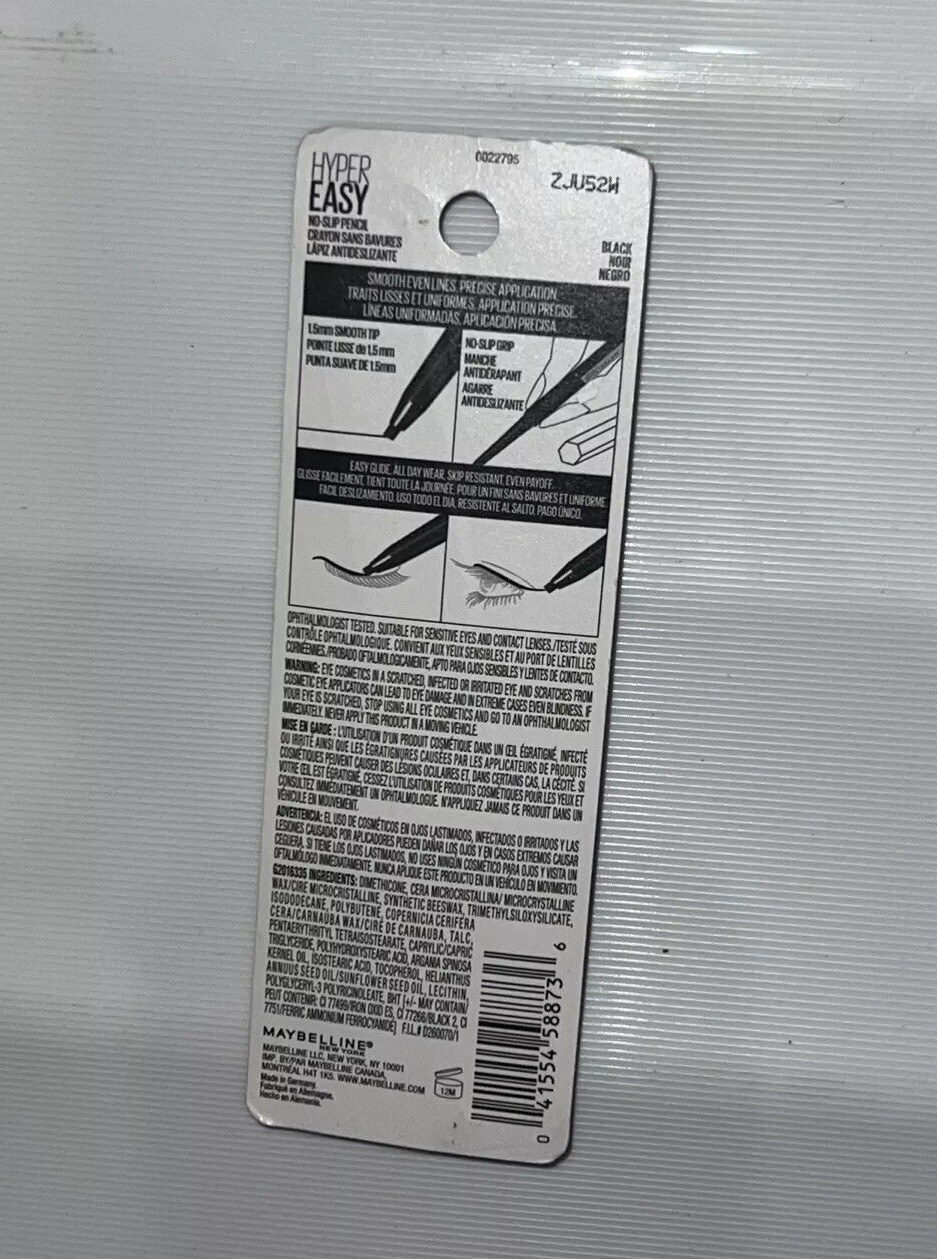 0022795
ZJU52W
HYPER
EASY
NO-SLIP PENCIL
CRAYON SANS BAVURES
LÁPIZ ANTIDESLIZANTE
BLACK
NOIR
NEGRO
SMOOTH EVEN LINES. PRECISE APPLICATION.
TRAITS LISSES ET UNIFORMES. APPLICATION PRÉCISE.
LÍNEAS UNIFORMADAS, APLICACIÓN PRECISA
1.5mm SMOOTH TIP
POINTE LISSE de 1.5 mm
PUNTA SUAVE DE 1.5mm
NO-SLIP GRIP
MANCHE
ANTIDÉRAPANT
AGARRE
ANTIDESLIZANTE
EASY GLIDE, ALL DAY WEAR, SKIP RESISTANT, EVEN PAYOFF.
GLISSE FACILEMENT, TIENT TOUTE LA JOURNÉE, POUR UN FINI SANS BAVURES ET UNIFORME.
FACIL DESLIZAMIENTO, USO TODO EL DIA, RESISTENTE AL SALTO, PAGO ÚNICO.
OPHTHALMOLOGIST TESTED. SUITABLE FOR SENSITIVE EYES AND CONTACT LENSES./TESTÉ SOUS
CONTRÔLE OPHTALMOLOGIQUE. CONVIENT AUX YEUX SENSIBLES ET AU PORT DE LENTILLES
CORNÉENNES./PROBADO OFTALMOLOGICAMENTE, APTO PARA OJOS SENSIBLES Y LENTES DE CONTACTO.
WARNING: EYE COSMETICS IN A SCRATCHED, INFECTED OR IRRITATED EYE AND SCRATCHES FROM
COSMETIC EYE APPLICATORS CAN LEAD TO EYE DAMAGE AND IN EXTREME CASES EVEN BLINDNESS. IF
YOUR EYE IS SCRATCHED, STOP USING ALL EYE COSMETICS AND GO TO AN OPHTHALMOLOGIST
IMMEDIATELY. NEVER APPLY THIS PRODUCT IN A MOVING VEHICLE.
MISE EN GARDE : L'UTILISATION D'UN PRODUIT COSMÉTIQUE DANS UN ŒIL ÉGRATIGNÉ, INFECTÉ
OU IRRITÉ AINSI QUE LES ÉGRATIGNURES CAUSÉES PAR LES APPLICATEURS DE PRODUITS
COSMÉTIQUES PEUVENT CAUSER DES LÉSIONS OCULAIRES ET, DANS CERTAINS CAS, LA CÉCITÉ. SI
VOTRE ŒIL EST ÉGRATIGNÉ, CESSEZ L'UTILISATION DE PRODUITS COSMÉTIQUES POUR LES YEUX ET
CONSULTEZ IMMÉDIATEMENT UN OPHTALMOLOGUE. N'APPLIQUEZ JAMAIS CE PRODUIT DANS UN
VÉHICULE EN MOUVEMENT.
ADVERTENCIA: EL USO DE COSMÉTICOS EN OJOS LASTIMADOS, INFECTADOS O IRRITADOS Y LAS
LESIONES CAUSADAS POR APLICADORES PUEDEN DAÑAR LOS OJOS Y EN CASOS EXTREMOS CAUSAR
CEGUERA. SI TIENE LOS OJOS LASTIMADOS, NO USES NINGÚN COSMÉTICO PARA OJOS Y VISITA UN
OFTALMÓLOGO INMEDIATAMENTE. NUNCA APLIQUE ESTE PRODUCTO EN UN VEHÍCULO EN MOVIMIENTO.
G2016335 INGREDIENTS: DIMETHICONE, CERA MICROCRISTALLINA/ MICROCRYSTALLINE
WAX/CIRE MICROCRISTALLINE, SYNTHETIC BEESWAX, TRIMETHYLSILOXYSILICATE,
ISODODECANE, POLYBUTENE, COPERNICIA CERIFERA
CERA/CARNAUBA WAX/CIRE DE CARNAUBA, TALC,
PENTAERYTHRITYL TETRAISOSTEARATE, CAPRYLIC/CAPRIC
TRIGLYCERIDE, POLYHYDROXYSTEARIC ACID, ARGANIA SPINOSA
KERNEL OIL, ISOSTEARIC ACID, TOCOPHEROL, HELIANTHUS
ANNUUS SEED OIL/SUNFLOWER SEED OIL, LECITHIN,
POLYGLYCERYL-3 POLYRICINOLEATE, BHT [+/- MAY CONTAIN/
PEUT CONTENIR: CI 77499/IRON OXID ES, CI 77266/BLACK 2, CI
7751/FERRIC AMMONIUM FERROCYANIDE] F.I.L.# D260070/1
MAYBELLINE®
NEW YORK
MAYBELLINE LLC, NEW YORK, NY 10001
IMP. BY/PAR MAYBELLINE CANADA,
MONTRÉAL H4T 1K5. WWW.MAYBELLINE.COM
Made in Germany.
Fabriqué en Allemagne.
Hecho en Alemania.
12M
0 41554 58873 6